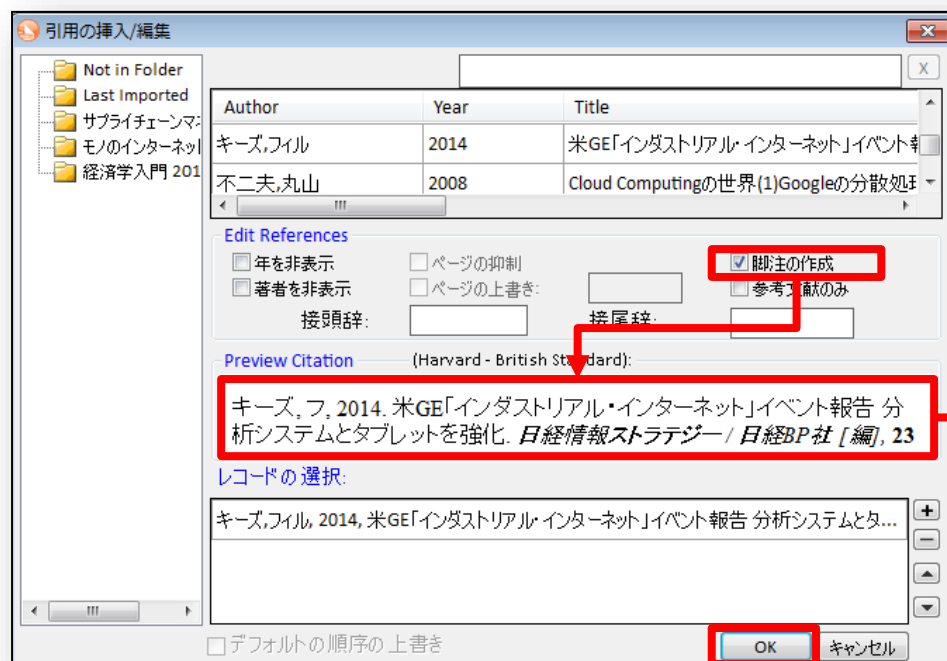 引用の挿入/編集
Not in Folder
Last Imported
サプライチェーンマネ
モノのインターネット
経済学入門 201
X
Author Year Title
キーズ,フィル 2014 米GE「インダストリアル・インターネット」イベント報
不二夫,丸山 2008 Cloud Computingの世界(1)Googleの分散処理
Edit References
年を非表示 ページの抑制 脚注の作成
著者を非表示 ページの上書き: 参考文献のみ
接頭辞: 接尾辞:
Preview Citation (Harvard - British Standard):
キーズ, フ, 2014. 米GE「インダストリアル・インターネット」イベント報告 分
析システムとタブレットを強化. 日経情報ストラテジー / 日経BP社 [編], 23
レコードの選択:
キーズ,フィル, 2014, 米GE「インダストリアル・インターネット」イベント報告 分析システムとタ...
デフォルトの順序の上書き OK キャンセル